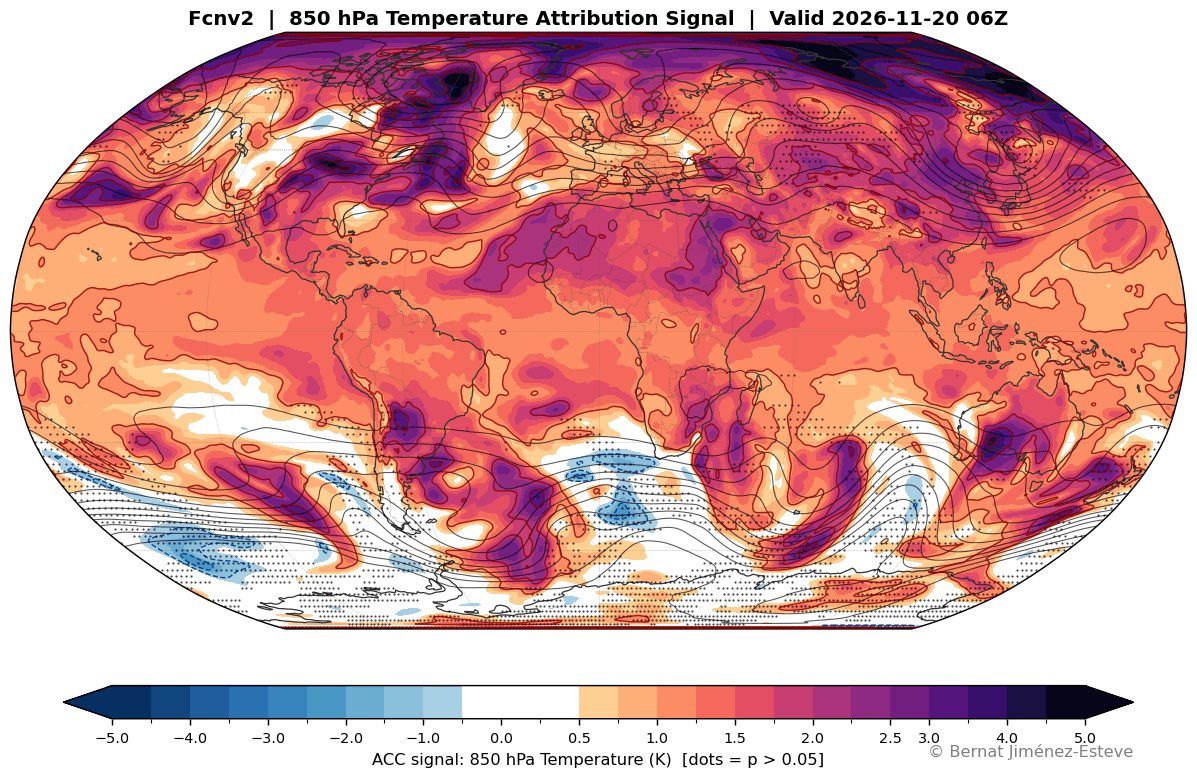 Fcnv2 | 850 hPa Temperature Attribution Signal | Valid 2026-11-20 06Z
−5.0 −4.0 −3.0 −2.0 −1.0 0.0 0.5 1.0 1.5 2.0 2.5 3.0 4.0 5.0
ACC signal: 850 hPa Temperature (K) [dots = p > 0.05]
© Bernat Jiménez-Esteve